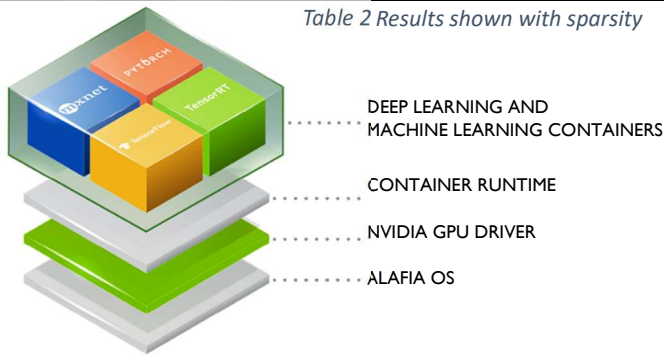 Table 2 Results shown with sparsity
PYTORCH
mxnet
TensorRT
TensorFlow
DEEP LEARNING AND
MACHINE LEARNING CONTAINERS
CONTAINER RUNTIME
NVIDIA GPU DRIVER
ALAFIA OS